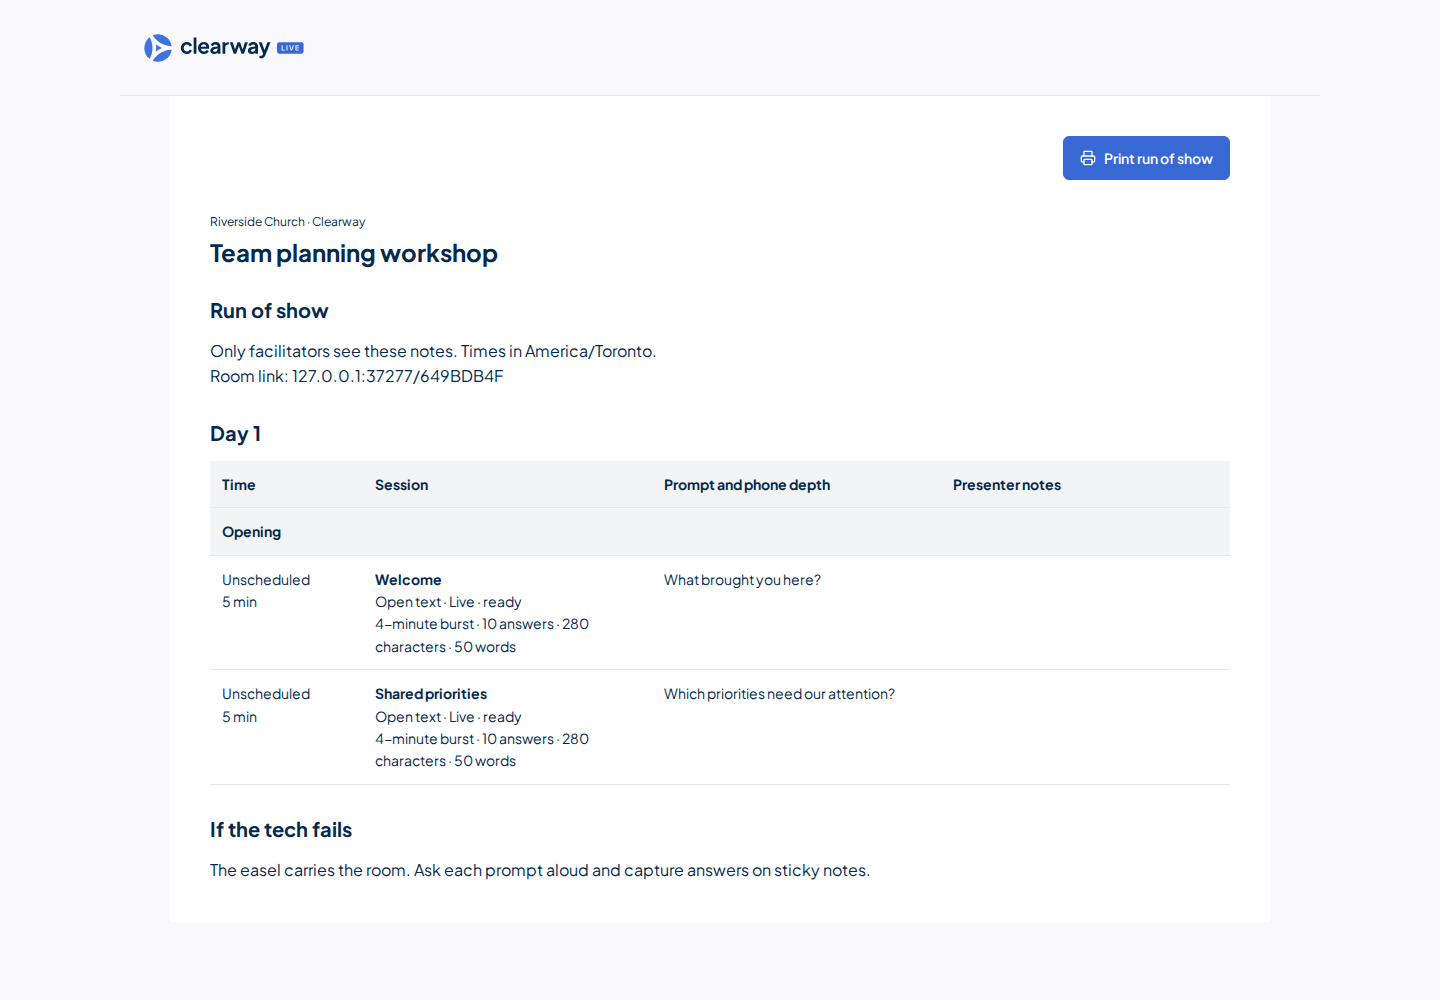 clearway LIVE
Print run of show
Riverside Church · Clearway
Team planning workshop
Run of show
Only facilitators see these notes. Times in America/Toronto.
Room link: 127.0.0.1:37277/649BDB4F
Day 1
Time Session Prompt and phone depth Presenter notes
Opening
Unscheduled Welcome What brought you here?
5 min Open text · Live · ready
4-minute burst · 10 answers · 280
characters · 50 words
Unscheduled Shared priorities Which priorities need our attention?
5 min Open text · Live · ready
4-minute burst · 10 answers · 280
characters · 50 words
If the tech fails
The easel carries the room. Ask each prompt aloud and capture answers on sticky notes.